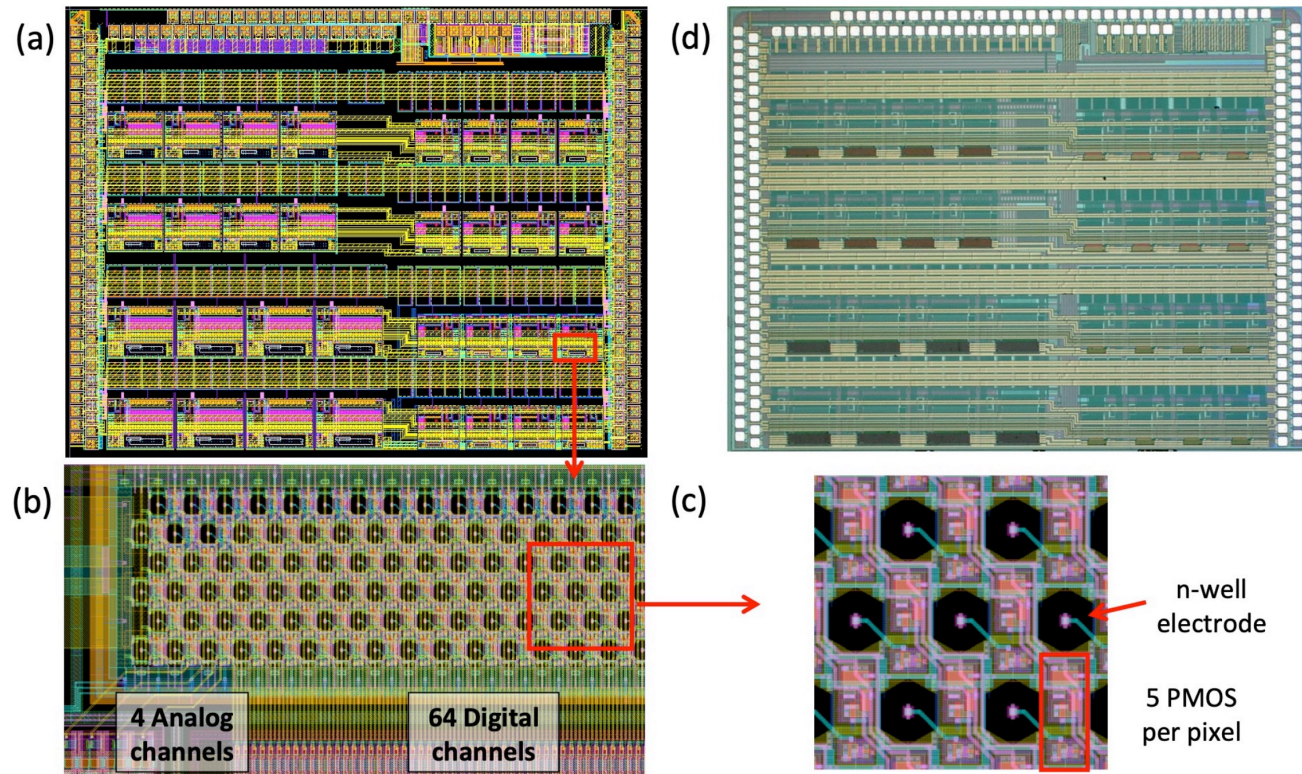 (a)
(d)
(b)
(c)
n-well
electrode
4 Analog
channels
64 Digital
channels
5 PMOS
per pixel